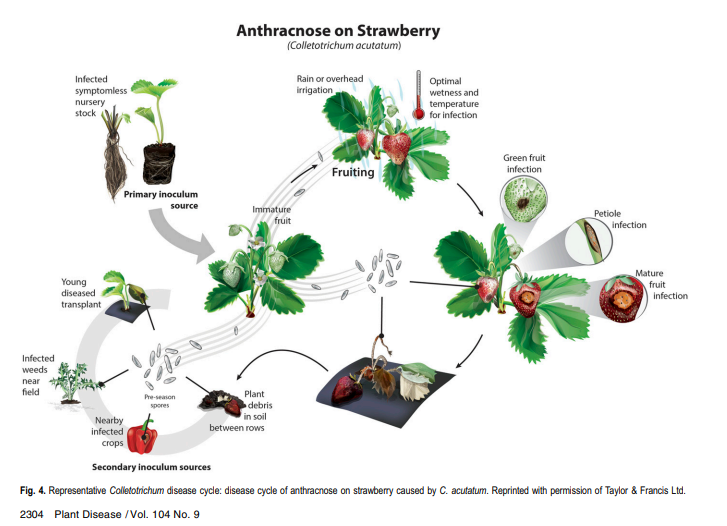 Anthracnose on Strawberry
(Colletotrichum acutatum)
Infected
symptomless
nursery
stock
Primary inoculum
source
Rain or overhead
irrigation
Optimal
wetness and
temperature
for infection
Fruiting
Immature
fruit
Green fruit
infection
Petiole
infection
Mature
fruit
infection
Young
diseased
transplant
Infected
weeds
near
field
Pre-season
spores
Nearby
infected
crops
Plant
debris
in soil
between rows
Secondary inoculum sources
Fig. 4. Representative Colletotrichum disease cycle: disease cycle of anthracnose on strawberry caused by C. acutatum. Reprinted with permission of Taylor & Francis Ltd.
2304 Plant Disease / Vol. 104 No. 9